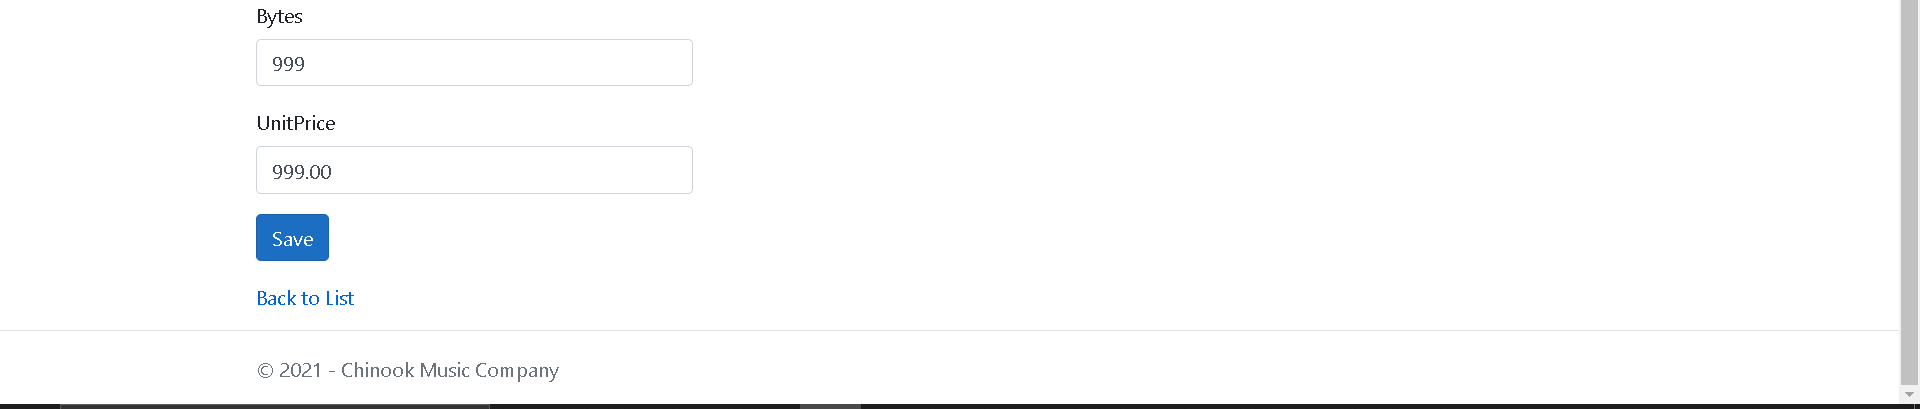 Bytes
999
UnitPrice
999.00
Save
Back to List
© 2021 - Chinook Music Company